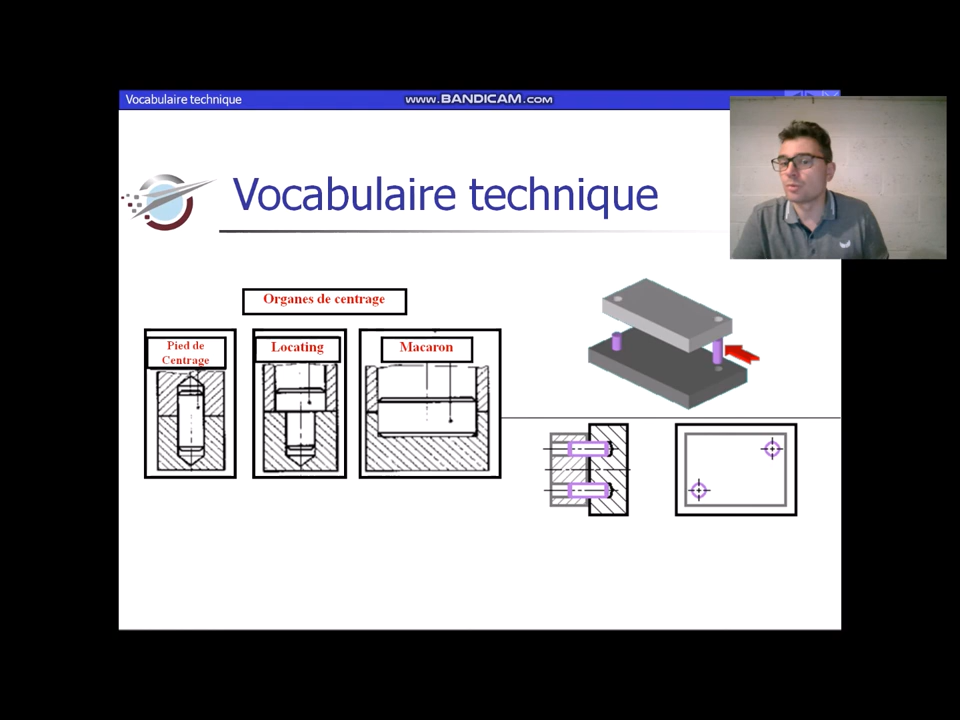 Vocabulaire technique
www.BANDICAM.com
Vocabulaire technique
Organes de centrage
Pied de
Centrage
Locating
Macaron